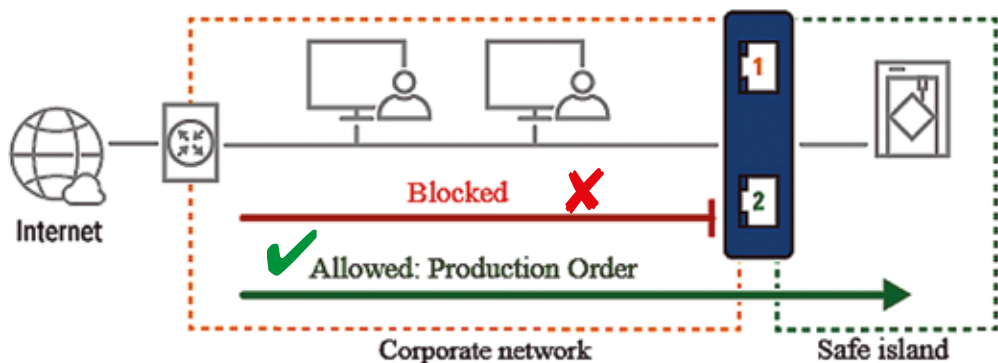 1
Internet
2
Blocked
Allowed: Production Order
Corporate network
Safe island